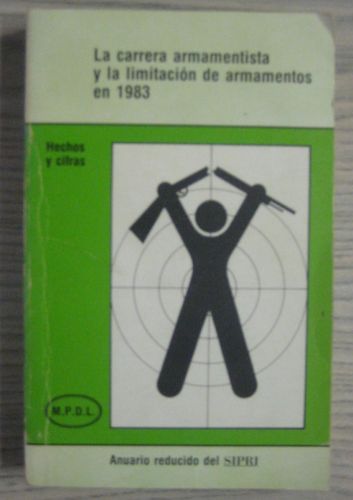 La carrera armamentista
y la limitación de armamentos
en 1983
Hechos
y cifras
M.P.D.L.
Anuario reducido del SIPRI